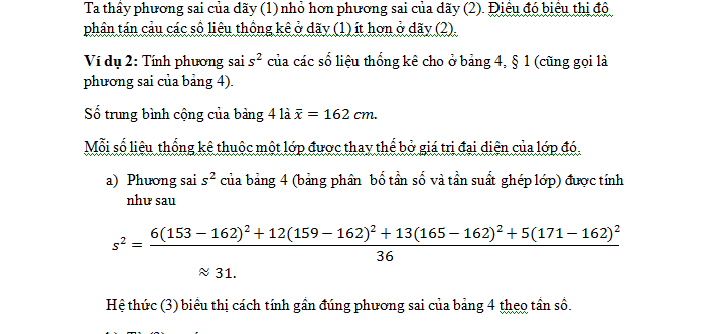 Ta thấy phương sai của dãy (1) nhỏ hơn phương sai của dãy (2). Điều đó biểu thị độ
phân tán cảu các số liệu thống kê ở dãy (1) ít hơn ở dãy (2).
Ví dụ 2: Tính phương sai s² của các số liệu thống kê cho ở bảng 4, § 1 (cũng gọi là
phương sai của bảng 4).
Số trung bình cộng của bảng 4 là x̄ = 162 cm.
Mỗi số liệu thống kê thuộc một lớp được thay thế bở giá trị đại diện của lớp đó.
a) Phương sai s² của bảng 4 (bảng phân bố tần số và tần suất ghép lớp) được tính
như sau
s² = 6(153 − 162)² + 12(159 − 162)² + 13(165 − 162)² + 5(171 − 162)²
36
≈ 31.
Hệ thức (3) biểu thị cách tính gần đúng phương sai của bảng 4 theo tần số.